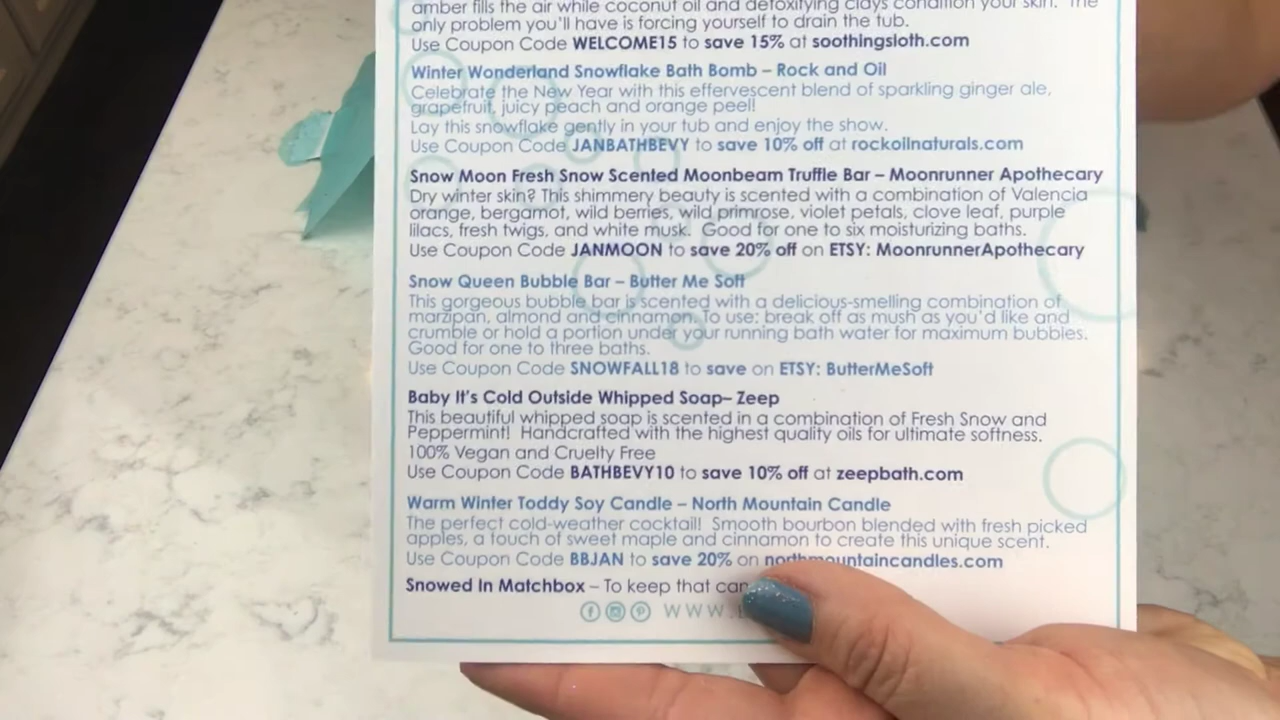 amber fills the air while coconut oil and detoxifying clays condition your skin. The
only problem you'll have is forcing yourself to drain the tub.
Use Coupon Code WELCOME15 to save 15% at soothingsloth.com
Winter Wonderland Snowflake Bath Bomb – Rock and Oil
Celebrate the New Year with this effervescent blend of sparkling ginger ale,
grapefruit, juicy peach and orange peel!
Lay this snowflake gently in your tub and enjoy the show.
Use Coupon Code JANBATHBEVY to save 10% off at rockoilnaturals.com
Snow Moon Fresh Snow Scented Moonbeam Truffle Bar – Moonrunner Apothecary
Dry winter skin? This shimmery beauty is scented with a combination of Valencia
orange, bergamot, wild berries, wild primrose, violet petals, clove leaf, purple
lilacs, fresh twigs, and white musk. Good for one to six moisturizing baths.
Use Coupon Code JANMOON to save 20% off on ETSY: MoonrunnerApothecary
Snow Queen Bubble Bar – Butter Me Soft
This gorgeous bubble bar is scented with a delicious-smelling combination of
marzipan, almond and cinnamon. To use: break off as mush as you'd like and
crumble or hold a portion under your running bath water for maximum bubbles.
Good for one to three baths.
Use Coupon Code SNOWFALL18 to save on ETSY: ButterMeSoft
Baby It's Cold Outside Whipped Soap– Zeep
This beautiful whipped soap is scented in a combination of Fresh Snow and
Peppermint! Handcrafted with the highest quality oils for ultimate softness.
100% Vegan and Cruelty Free
Use Coupon Code BATHBEVY10 to save 10% off at zeepbath.com
Warm Winter Toddy Soy Candle – North Mountain Candle
The perfect cold-weather cocktail! Smooth bourbon blended with fresh picked
apples, a touch of sweet maple and cinnamon to create this unique scent.
Use Coupon Code BBJAN to save 20% on northmountaincandles.com
Snowed In Matchbox – To keep that
WWW.